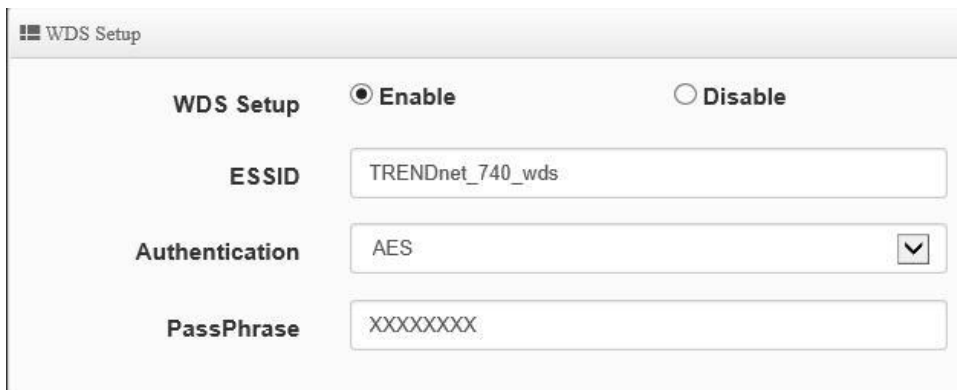 WDS Setup
WDS Setup Enable Disable
ESSID TRENDnet_740_wds
Authentication AES
PassPhrase XXXXXXXX